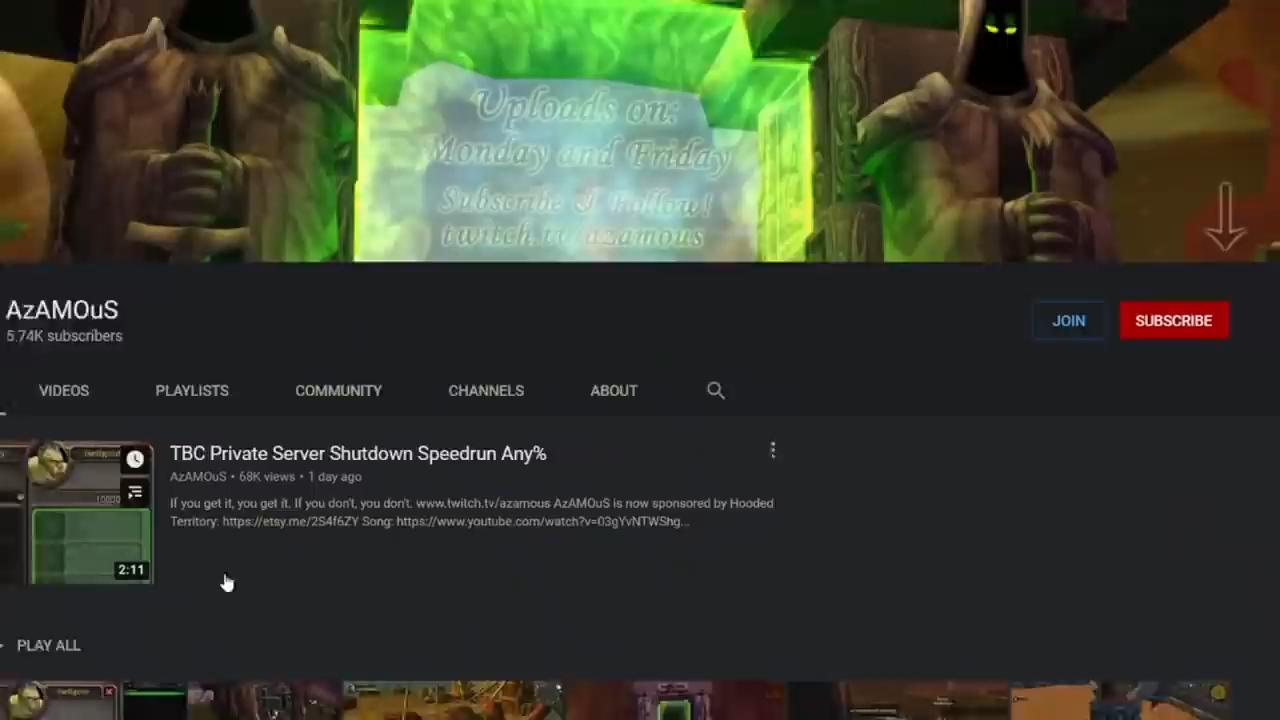 Uploads on:
Monday and Friday
Subscribe & Follow!
twitch.tv/azamous
AzAMOuS
5.74K subscribers
JOIN
SUBSCRIBE
VIDEOS
PLAYLISTS
COMMUNITY
CHANNELS
ABOUT
TBC Private Server Shutdown Speedrun Any%
AzAMOuS • 68K views • 1 day ago
If you get it, you get it. If you don't, you don't. www.twitch.tv/azamous AzAMOuS is now sponsored by Hooded
Territory: https://etsy.me/2S4f6ZY Song: https://www.youtube.com/watch?v=03gYvNTWShg...
2:11
PLAY ALL